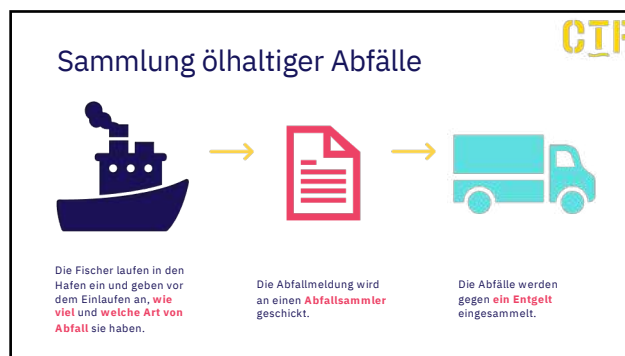 CTF
Sammlung ölhaltiger Abfälle
Die Fischer laufen in den
Hafen ein und geben vor
dem Einlaufen an, wie
viel und welche Art von
Abfall sie haben.
Die Abfallmeldung wird
an einen Abfallsammler
geschickt.
Die Abfälle werden
gegen ein Entgelt
eingesammelt.